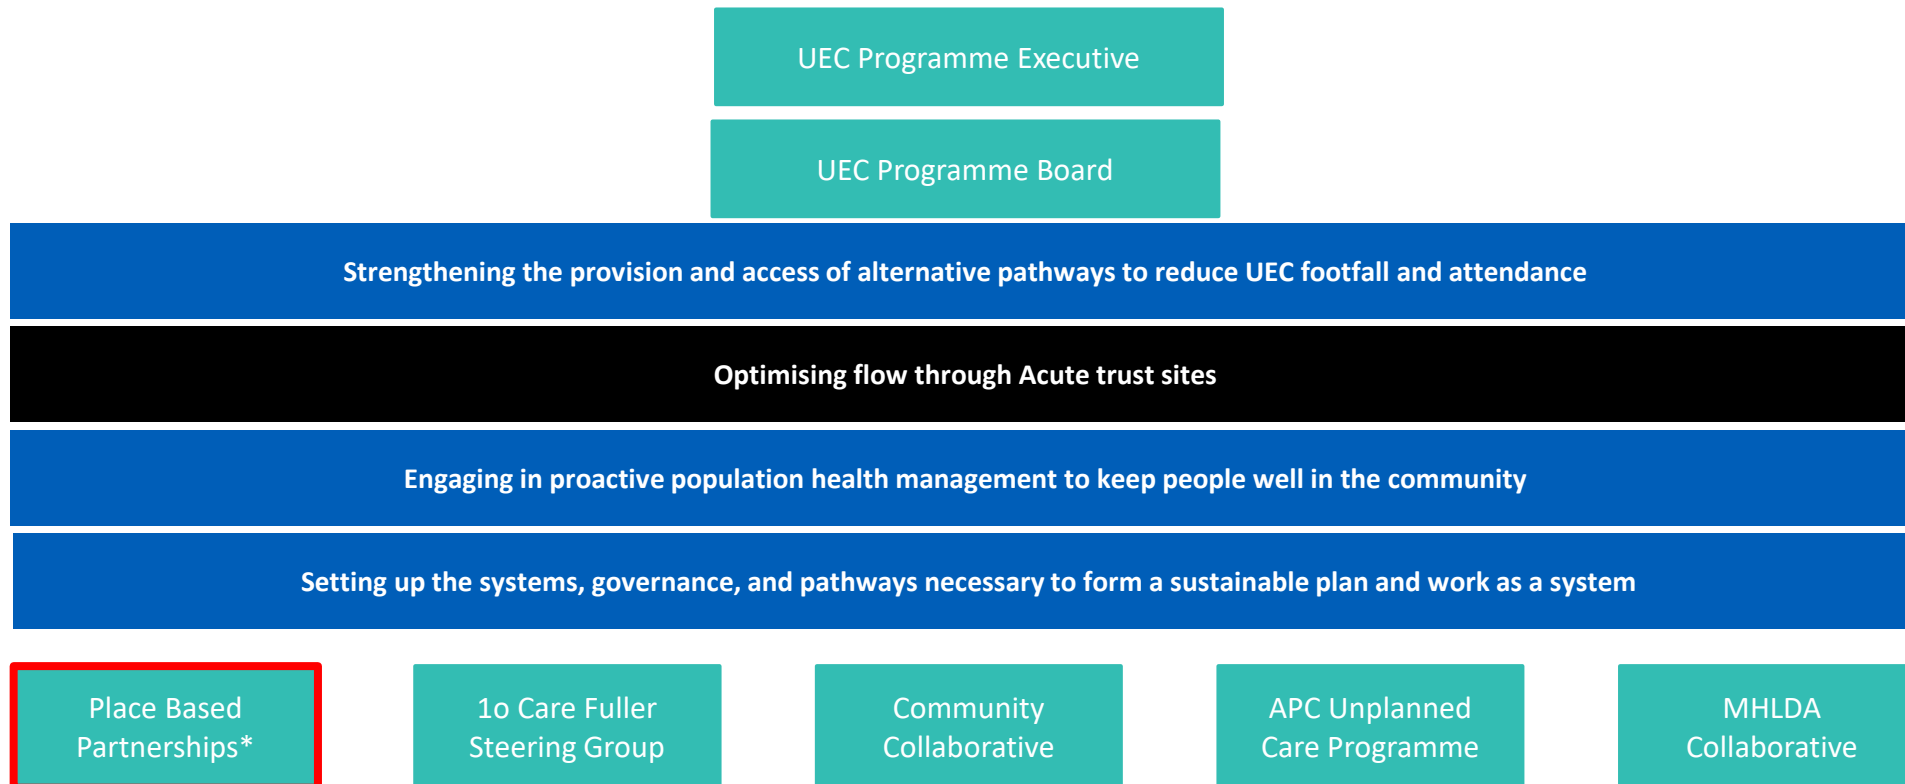 UEC Programme Executive
UEC Programme Board
Strengthening the provision and access of alternative pathways to reduce UEC footfall and attendance
Optimising flow through Acute trust sites
Engaging in proactive population health management to keep people well in the community
Setting up the systems, governance, and pathways necessary to form a sustainable plan and work as a system
Place Based
Partnerships*
1o Care Fuller
Steering Group
Community
Collaborative
APC Unplanned
Care Programme
MHLDA
Collaborative